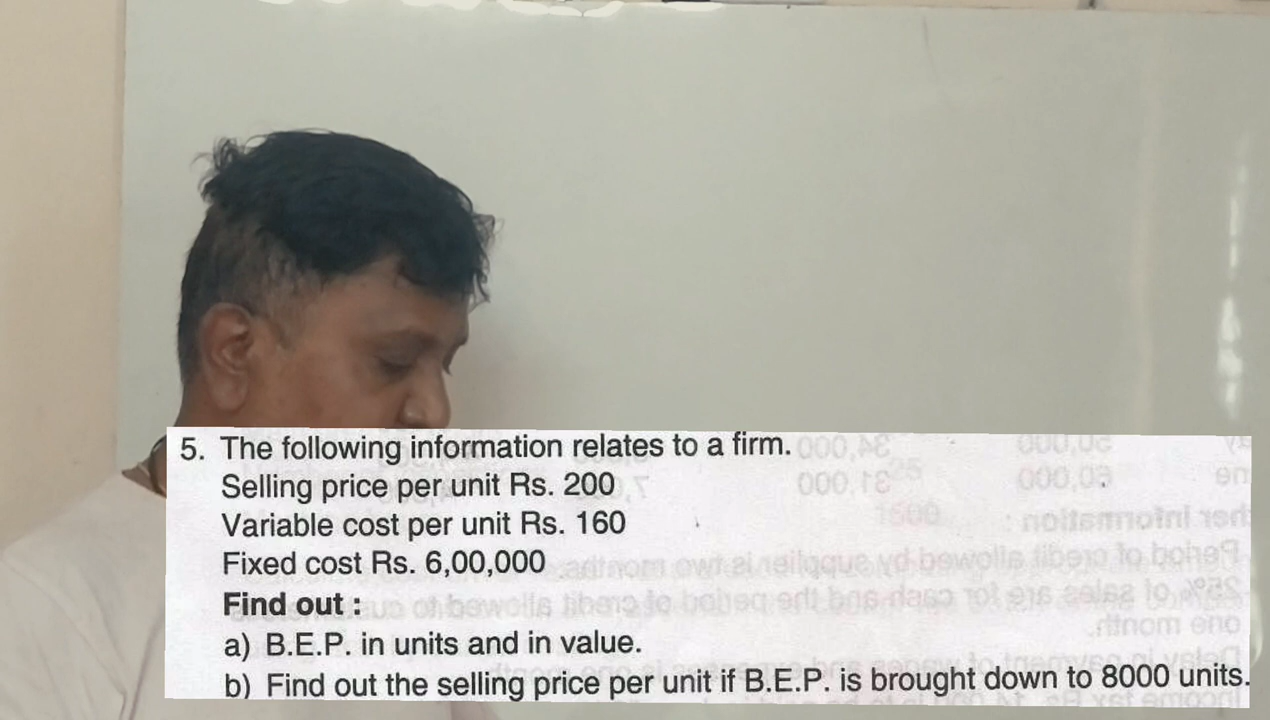 5. The following information relates to a firm.
Selling price per unit Rs. 200
Variable cost per unit Rs. 160
Fixed cost Rs. 6,00,000
Find out :
a) B.E.P. in units and in value.
b) Find out the selling price per unit if B.E.P. is brought down to 8000 units.